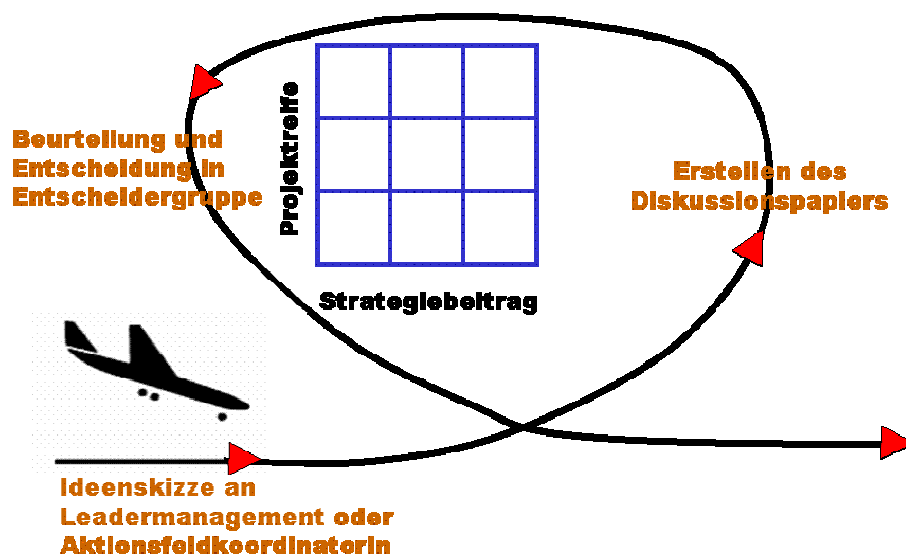 Projektreife
Beurteilung und
Entscheidung in
Entscheidergruppe
Erstellen des
Diskussionspapiers
Strategiebeitrag
Ideenskizze an
Leadermanagement oder
Aktionsfeldkoordinatorin